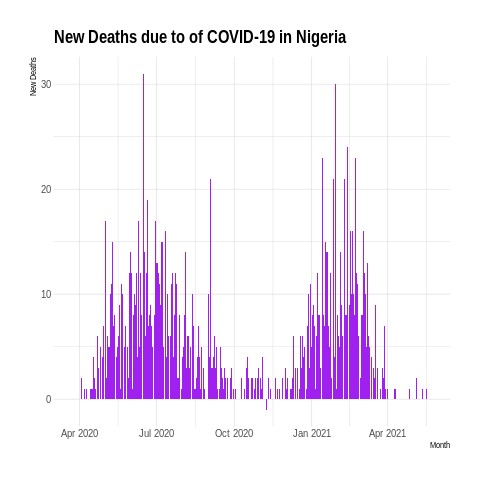 New Deaths due to of COVID-19 in Nigeria
New Deaths
30
20
10
0
Apr 2020 Jul 2020 Oct 2020 Jan 2021 Apr 2021
Month